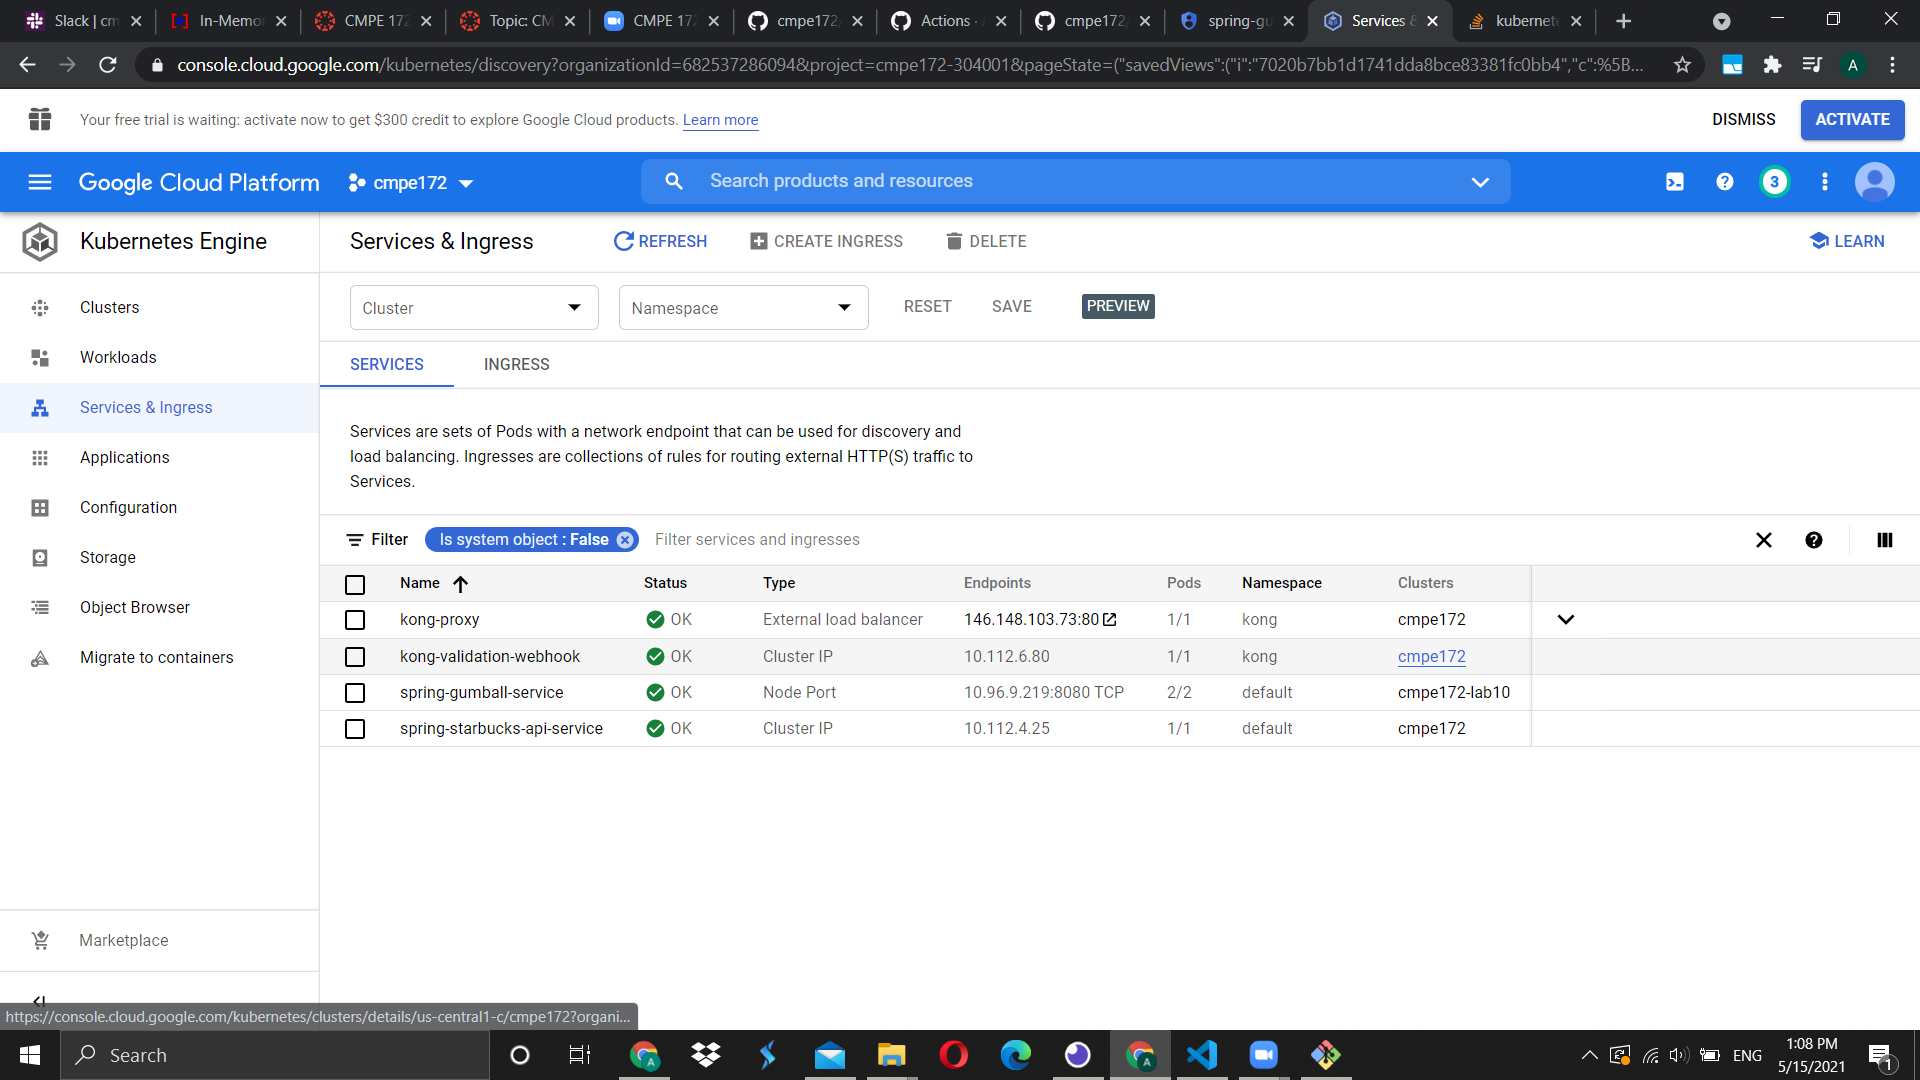 Slack | cm
In-Memo
CMPE 172
Topic: CM
CMPE 172
cmpe172/
Actions ·
cmpe172/
spring-gu
Services &
kubernete
console.cloud.google.com/kubernetes/discovery?organizationId=682537286094&project=cmpe172-304001&pageState=("savedViews":("i":"7020b7bb1d1741dda8bce83381fc0bb4","c":%5B...
A
Your free trial is waiting: activate now to get $300 credit to explore Google Cloud products. Learn more
DISMISS
ACTIVATE
Google Cloud Platform
cmpe172
Search products and resources
3
Kubernetes Engine
Services & Ingress
REFRESH
CREATE INGRESS
DELETE
LEARN
Clusters
Workloads
Services & Ingress
Applications
Configuration
Storage
Object Browser
Migrate to containers
Marketplace
Cluster
Namespace
RESET
SAVE
PREVIEW
SERVICES
INGRESS
Services are sets of Pods with a network endpoint that can be used for discovery and
load balancing. Ingresses are collections of rules for routing external HTTP(S) traffic to
Services.
Filter
Is system object : False
Filter services and ingresses
Name Status Type Endpoints Pods Namespace Clusters
kong-proxy OK External load balancer 146.148.103.73:80 1/1 kong cmpe172
kong-validation-webhook OK Cluster IP 10.112.6.80 1/1 kong cmpe172
spring-gumball-service OK Node Port 10.96.9.219:8080 TCP 2/2 default cmpe172-lab10
spring-starbucks-api-service OK Cluster IP 10.112.4.25 1/1 default cmpe172
https://console.cloud.google.com/kubernetes/clusters/details/us-central1-c/cmpe172?organi...
Search
ENG
1:08 PM
5/15/2021
1